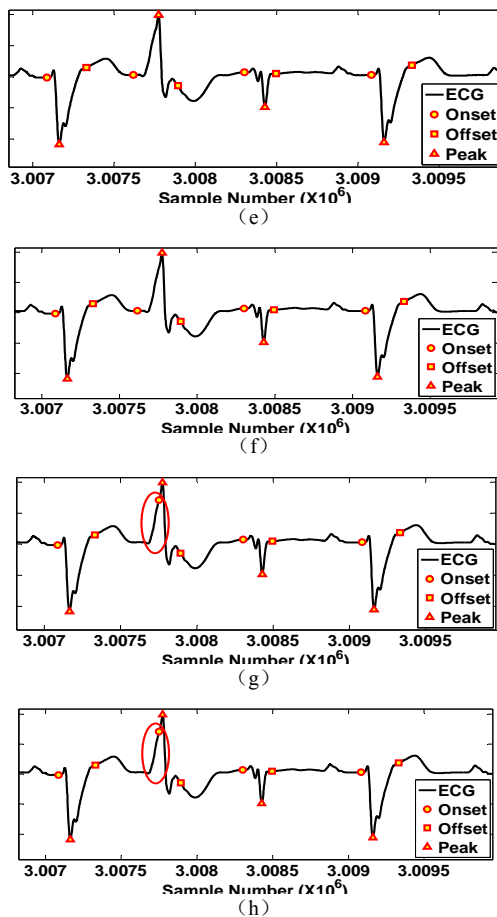 ECG
Onset
Offset
Peak
3.007 3.0075 3.008 3.0085 3.009 3.0095
Sample Number (X10⁶)
（e）
ECG
Onset
Offset
Peak
3.007 3.0075 3.008 3.0085 3.009 3.0095
Sample Number (X10⁶)
（f）
ECG
Onset
Offset
Peak
3.007 3.0075 3.008 3.0085 3.009 3.0095
Sample Number (X10⁶)
（g）
ECG
Onset
Offset
Peak
3.007 3.0075 3.008 3.0085 3.009 3.0095
Sample Number (X10⁶)
（h）